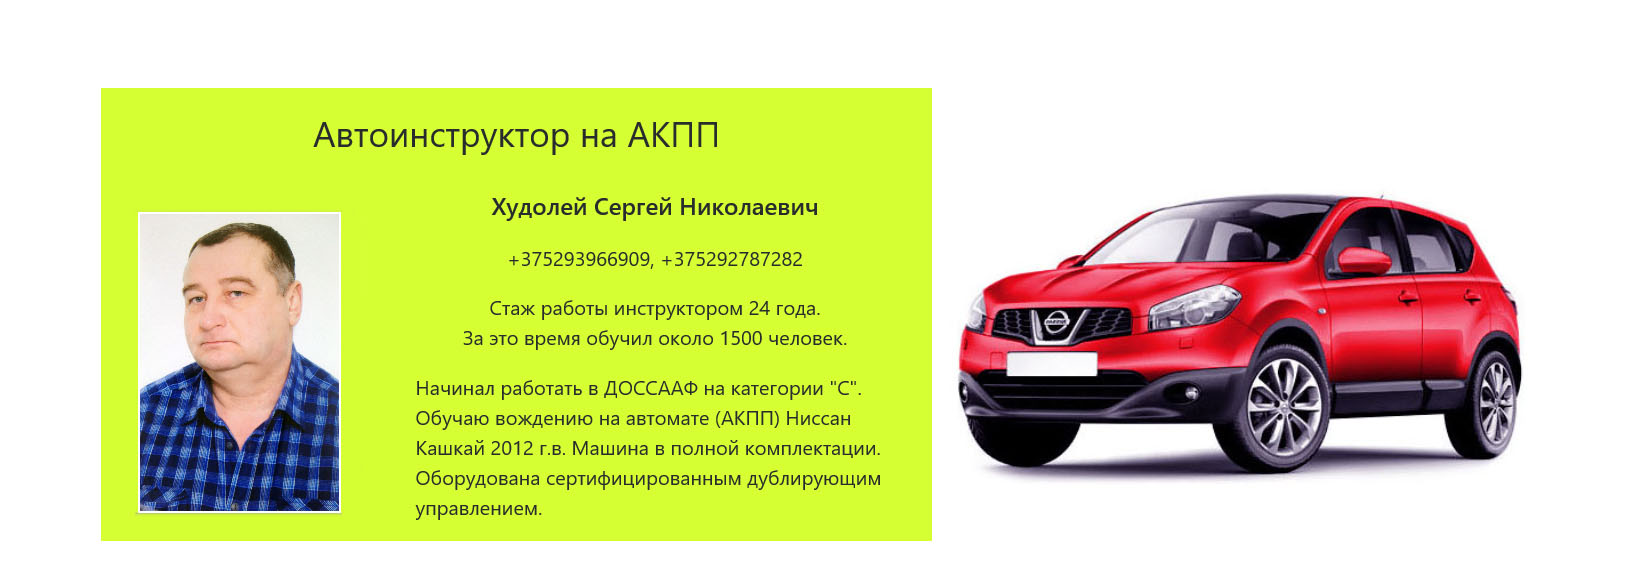 Автоинструктор на АКПП
Худолей Сергей Николаевич
+375293966909, +375292787282
Стаж работы инструктором 24 года.
За это время обучил около 1500 человек.
Начинал работать в ДОССААФ на категории "С".
Обучаю вождению на автомате (АКПП) Ниссан
Кашкай 2012 г.в. Машина в полной комплектации.
Оборудована сертифицированным дублирующим
управлением.